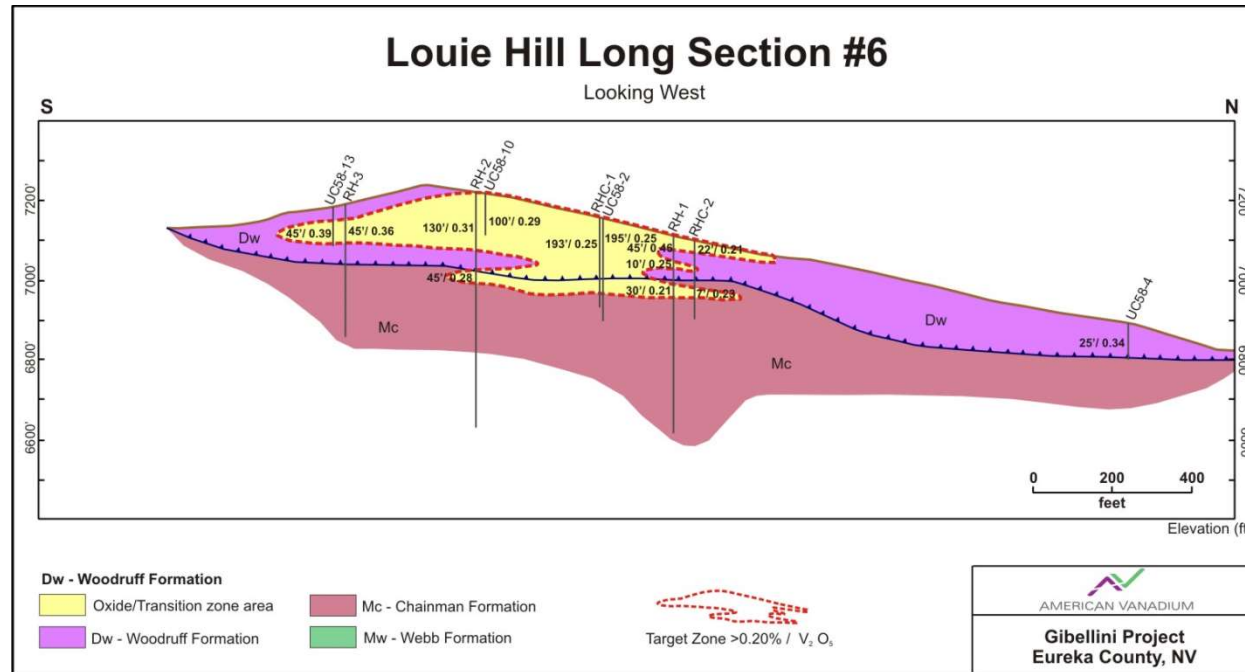 Louie Hill Long Section #6
Looking West
S
N
UC58-13
RH-3
RH-2
UC58-10
RHC-1
UC58-2
RH-1
RHC-2
UC58-4
7200'
7000'
6800'
6600'
7200
7000
6800
Dw
45'/ 0.39
45'/ 0.36
130'/ 0.31
100'/ 0.29
193'/ 0.25
195'/ 0.25
45'/ 0.46
22'/ 0.21
10'/ 0.25
45'/ 0.28
30'/ 0.21
7'/ 0.23
Mc
Mc
Dw
25'/ 0.34
0 200 400
feet
Elevation (ft
Dw - Woodruff Formation
Oxide/Transition zone area
Dw - Woodruff Formation
Mc - Chainman Formation
Mw - Webb Formation
Target Zone >0.20% / V₂ O₅
AMERICAN VANADIUM
Gibellini Project
Eureka County, NV